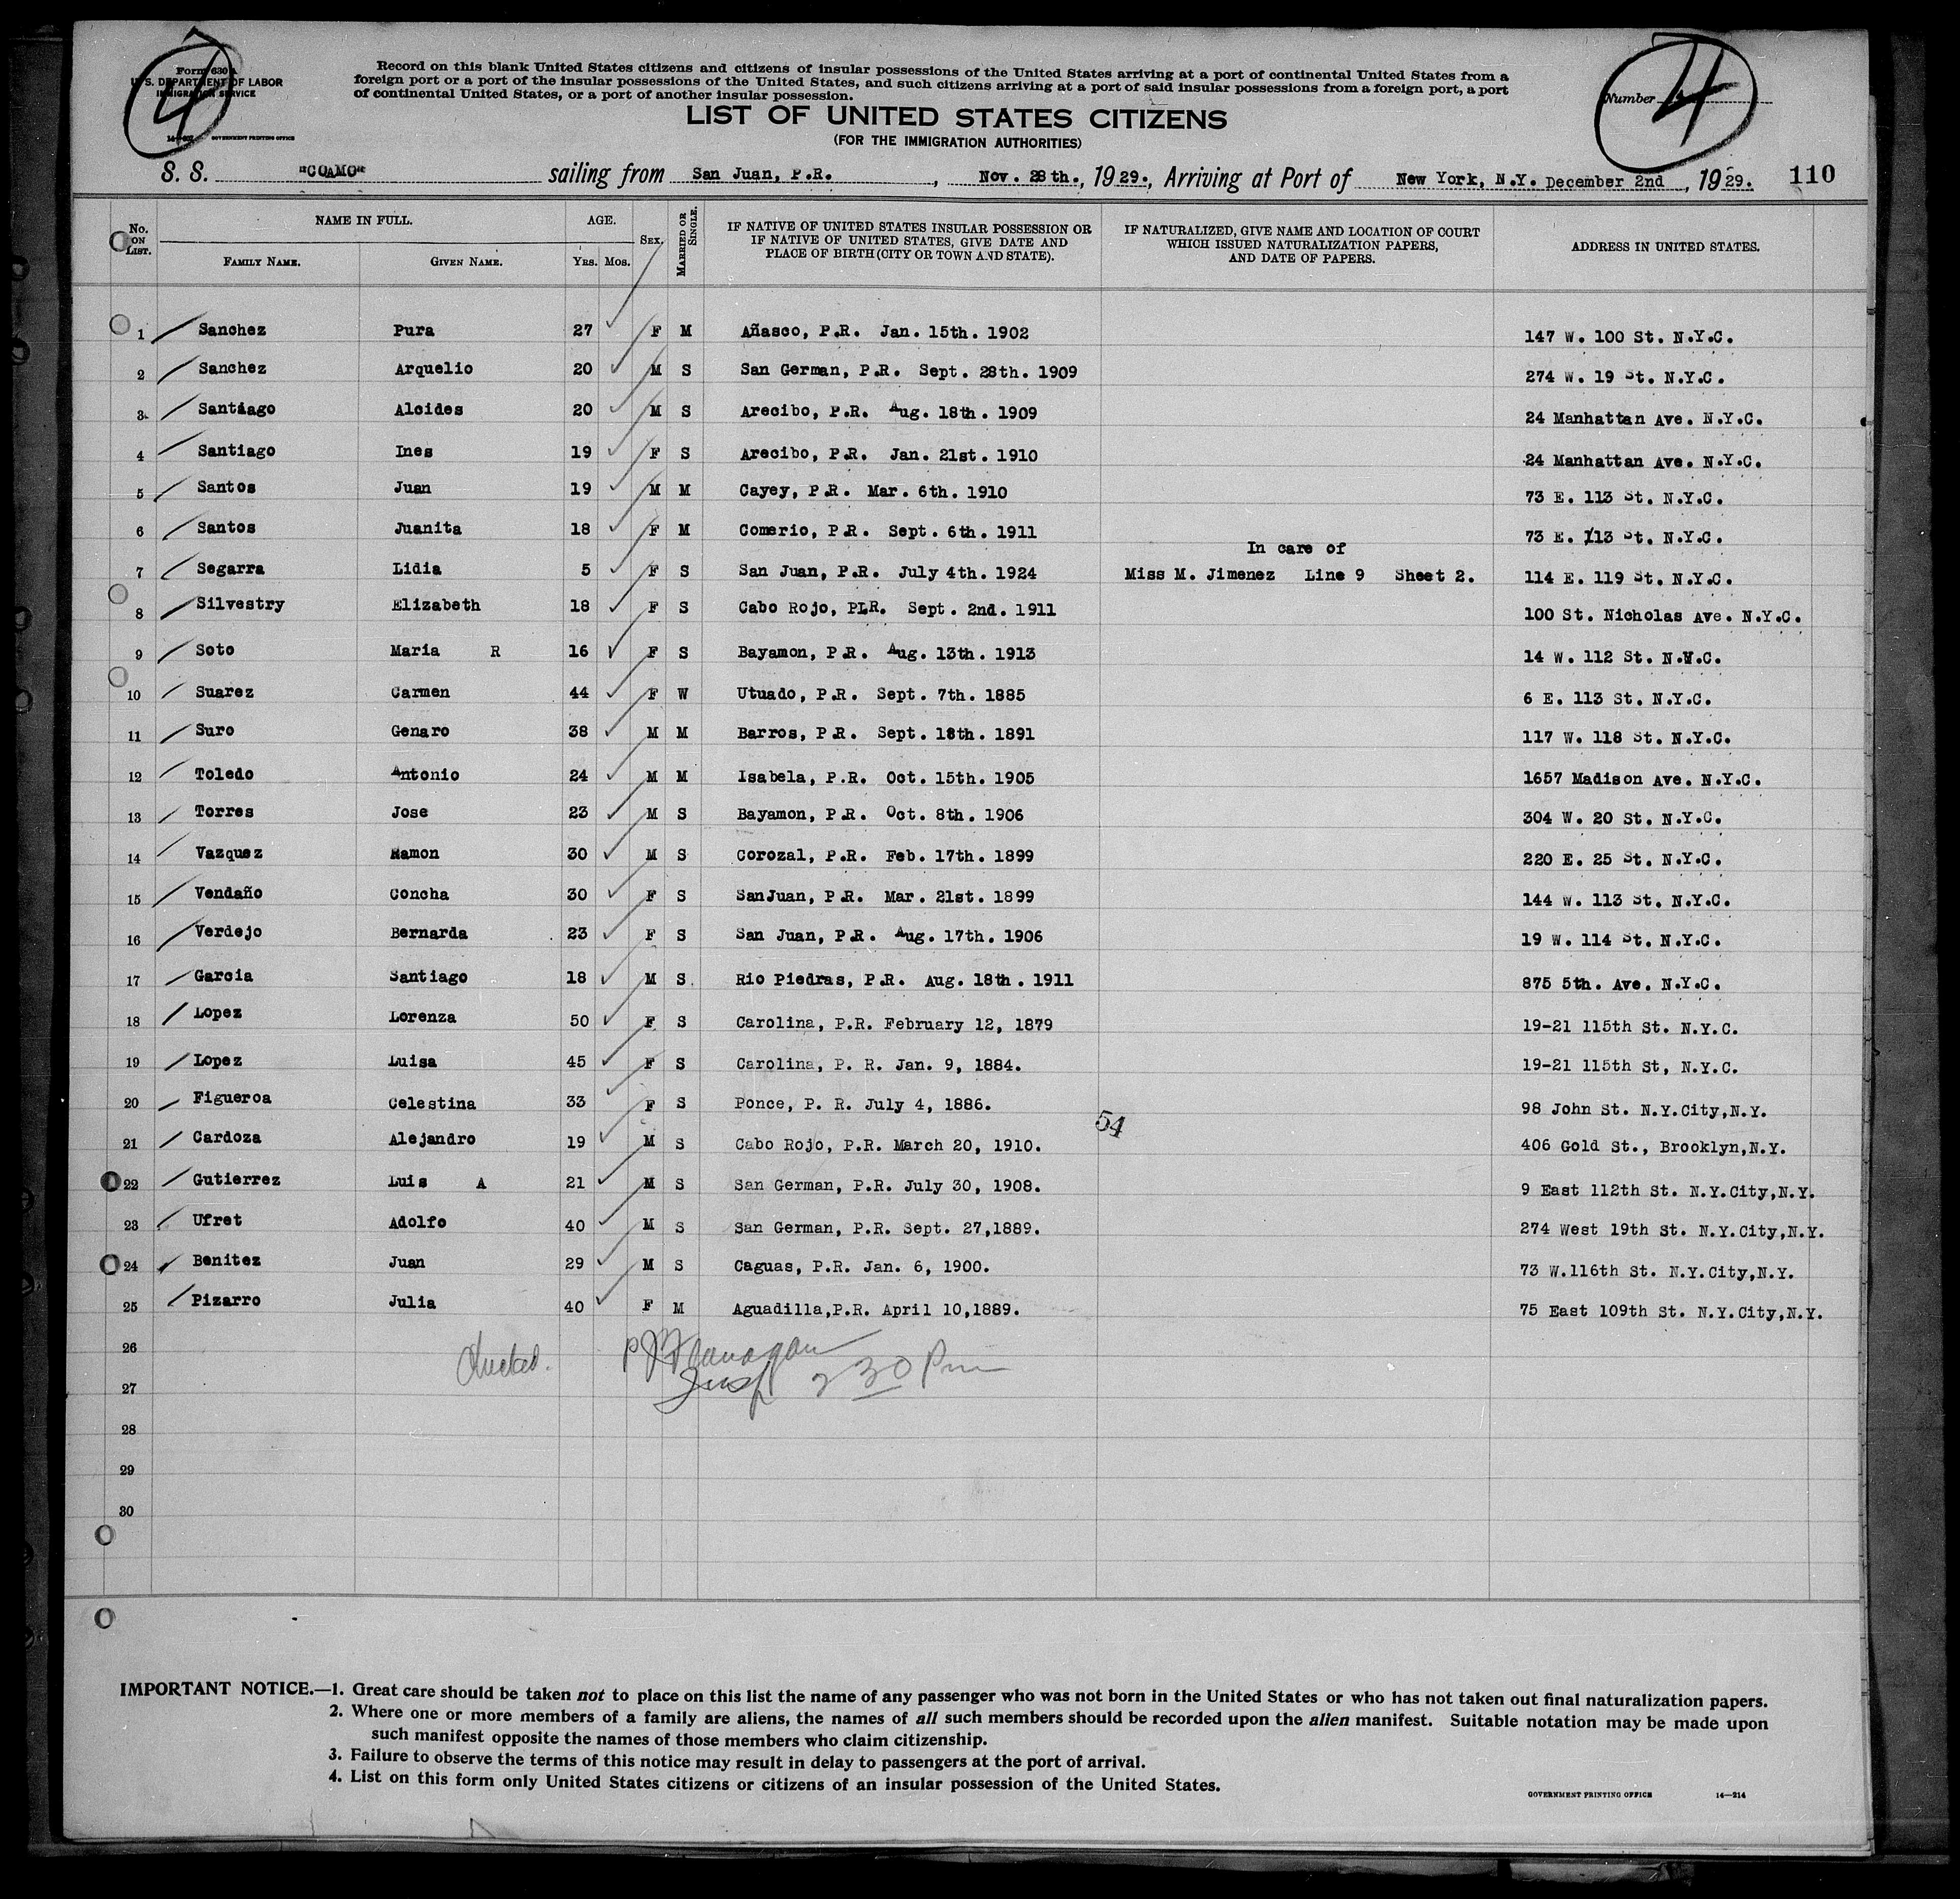 4
Form 630 A
U. S. DEPARTMENT OF LABOR
IMMIGRATION SERVICE
GOVERNMENT PRINTING OFFICE
Record on this blank United States citizens and citizens of insular possessions of the United States arriving at a port of continental United States from a
foreign port or a port of the insular possessions of the United States, and such citizens arriving at a port of said insular possessions from a foreign port, a port
of continental United States, or a port of another insular possession.
LIST OF UNITED STATES CITIZENS
(FOR THE IMMIGRATION AUTHORITIES)
Number 4
S. S. "COAMO" sailing from San Juan, P.R. , Nov. 28th., 1929., Arriving at Port of New York, N.Y. December 2nd , 1929. 110
No. ON LIST. NAME IN FULL. FAMILY NAME. GIVEN NAME. AGE. YRS. MOS. SEX. MARRIED OR SINGLE. IF NATIVE OF UNITED STATES INSULAR POSSESSION OR IF NATIVE OF UNITED STATES, GIVE DATE AND PLACE OF BIRTH (CITY OR TOWN AND STATE). IF NATURALIZED, GIVE NAME AND LOCATION OF COURT WHICH ISSUED NATURALIZATION PAPERS, AND DATE OF PAPERS. ADDRESS IN UNITED STATES.
1 Sanchez Pura 27 F M Añasco, P.R. Jan. 15th. 1902 147 W. 100 St. N.Y.C.
2 Sanchez Arquelio 20 M S San German, P.R. Sept. 28th. 1909 274 W. 19 St. N.Y.C.
3 Santiago Alcides 20 M S Arecibo, P.R. Aug. 18th. 1909 24 Manhattan Ave. N.Y.C.
4 Santiago Ines 19 F S Arecibo, P.R. Jan. 21st. 1910 24 Manhattan Ave. N.Y.C.
5 Santos Juan 19 M M Cayey, P.R. Mar. 6th. 1910 73 E. 113 St. N.Y.C.
6 Santos Juanita 18 F M Comerio, P.R. Sept. 6th. 1911 73 E. 113 St. N.Y.C.
In care of
7 Segarra Lidia 5 F S San Juan, P.R. July 4th. 1924 Miss M. Jimenez Line 9 Sheet 2. 114 E. 119 St. N.Y.C.
8 Silvestry Elizabeth 18 F S Cabo Rojo, PLR. Sept. 2nd. 1911 100 St. Nicholas Ave. N.Y.C.
9 Soto Maria R 16 F S Bayamon, P.R. Aug. 13th. 1913 14 W. 112 St. N.Y.C.
10 Suarez Carmen 44 F W Utuado, P.R. Sept. 7th. 1885 6 E. 113 St. N.Y.C.
11 Suro Genaro 38 M M Barros, P.R. Sept. 18th. 1891 117 W. 118 St. N.Y.C.
12 Toledo Antonio 24 M M Isabela, P.R. Oct. 15th. 1905 1657 Madison Ave. N.Y.C.
13 Torres Jose 23 M S Bayamon, P.R. Oct. 8th. 1906 304 W. 20 St. N.Y.C.
14 Vazquez Ramon 30 M S Corozal, P.R. Feb. 17th. 1899 220 E. 25 St. N.Y.C.
15 Vendaño Concha 30 F S SanJuan, P.R. Mar. 21st. 1899 144 W. 113 St. N.Y.C.
16 Verdejo Bernarda 23 F S San Juan, P.R. Aug. 17th. 1906 19 W. 114 St. N.Y.C.
17 Garcia Santiago 18 M S Rio Piedras, P.R. Aug. 18th. 1911 875 5th. Ave. N.Y.C.
18 Lopez Lorenza 50 F S Carolina, P.R. February 12, 1879 19-21 115th St. N.Y.C.
19 Lopez Luisa 45 F S Carolina, P. R. Jan. 9, 1884. 19-21 115th St, N.Y.C.
20 Figueroa Celestina 33 F S Ponce, P. R. July 4, 1886. 98 John St. N.Y.City,N.Y.
54
21 Cardoza Alejandro 19 M S Cabo Rojo, P.R. March 20, 1910. 406 Gold St., Brooklyn,N.Y.
22 Gutierrez Luis A 21 M S San German, P.R. July 30, 1908. 9 East 112th St. N.Y.City,N.Y.
23 Ufret Adolfo 40 M S San German, P.R. Sept. 27,1889. 274 West 19th St. N.Y.City,N.Y.
24 Benitez Juan 29 M S Caguas, P.R. Jan. 6, 1900. 73 W.116th St. N.Y.City,N.Y.
25 Pizarro Julia 40 F M Aguadilla,P.R. April 10,1889. 75 East 109th St. N.Y.City,N.Y.
26 P J Flanagan
27 Insp 2 30 Pm
28
29
30
IMPORTANT NOTICE.—1. Great care should be taken not to place on this list the name of any passenger who was not born in the United States or who has not taken out final naturalization papers.
2. Where one or more members of a family are aliens, the names of all such members should be recorded upon the alien manifest. Suitable notation may be made upon
such manifest opposite the names of those members who claim citizenship.
3. Failure to observe the terms of this notice may result in delay to passengers at the port of arrival.
4. List on this form only United States citizens or citizens of an insular possession of the United States.
GOVERNMENT PRINTING OFFICE 14—214